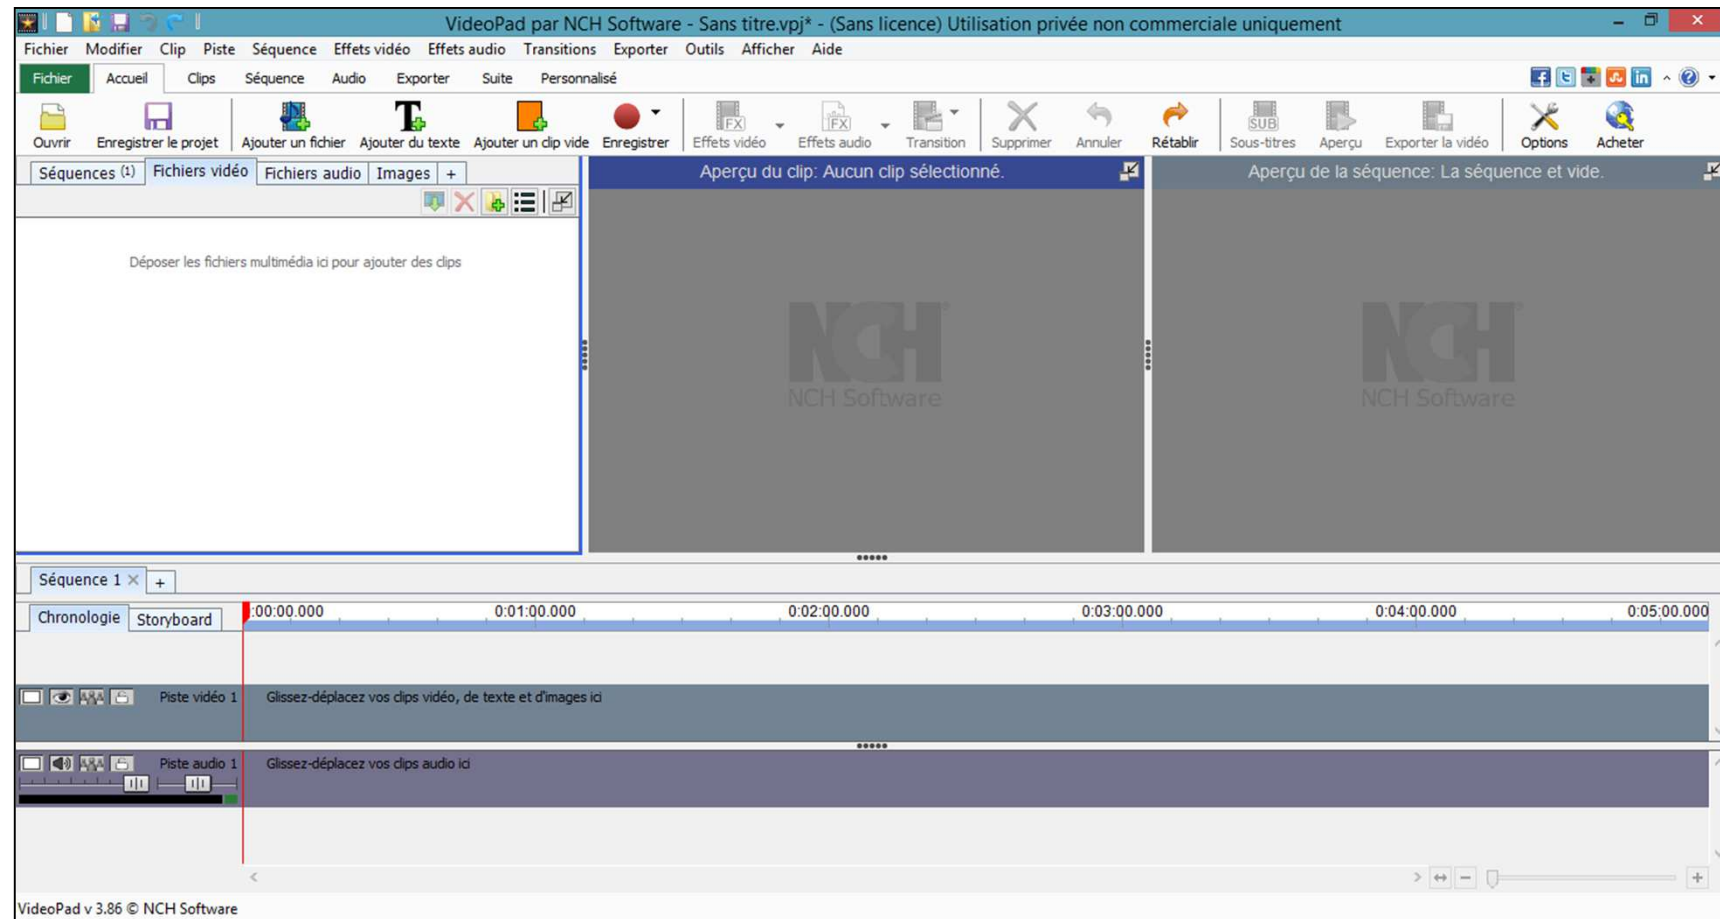 VideoPad par NCH Software - Sans titre.vpj* - (Sans licence) Utilisation privée non commerciale uniquement
Fichier Modifier Clip Piste Séquence Effets vidéo Effets audio Transitions Exporter Outils Afficher Aide
Fichier Accueil Clips Séquence Audio Exporter Suite Personnalisé
Ouvrir Enregistrer le projet Ajouter un fichier Ajouter du texte Ajouter un clip vide Enregistrer Effets vidéo Effets audio Transition Supprimer Annuler Rétablir Sous-titres Aperçu Exporter la vidéo Options Acheter
Séquences (1) Fichiers vidéo Fichiers audio Images +
Aperçu du clip: Aucun clip sélectionné.
Aperçu de la séquence: La séquence et vide.
Déposer les fichiers multimédia ici pour ajouter des clips
NCH
NCH Software
NCH
NCH Software
Séquence 1 × +
Chronologie Storyboard
:00:00.000 0:01:00.000 0:02:00.000 0:03:00.000 0:04:00.000 0:05:00.000
Piste vidéo 1 Glissez-déplacez vos clips vidéo, de texte et d'images ici
Piste audio 1 Glissez-déplacez vos clips audio ici
VideoPad v 3.86 © NCH Software